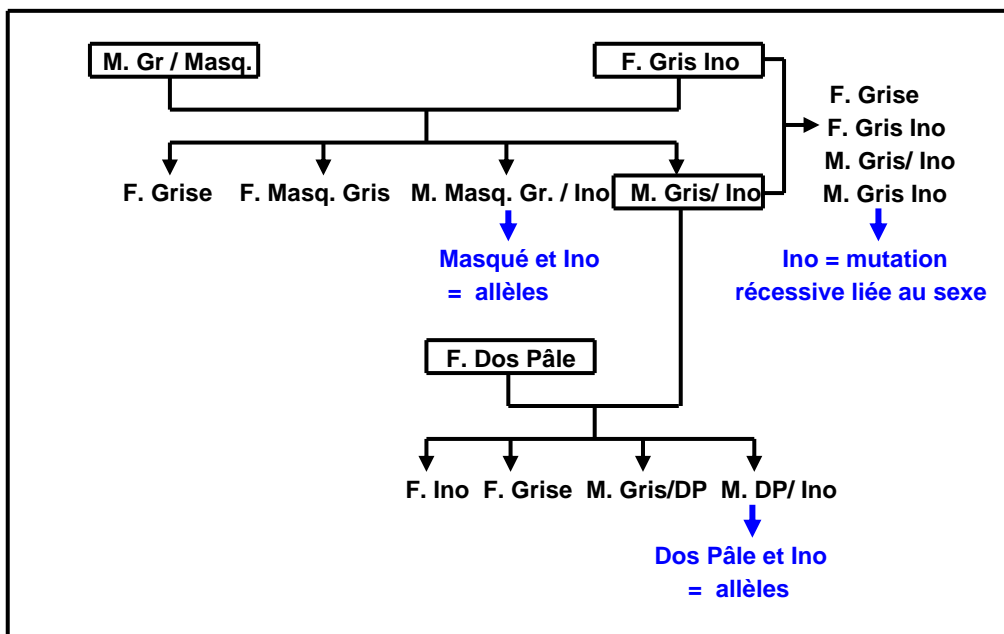 M. Gr / Masq.
F. Gris Ino
F. Grise
F. Gris Ino
M. Gris/ Ino
M. Gris Ino
F. Grise
F. Masq. Gris
M. Masq. Gr. / Ino
M. Gris/ Ino
Masqué et Ino
= allèles
Ino = mutation
récessive liée au sexe
F. Dos Pâle
F. Ino
F. Grise
M. Gris/DP
M. DP/ Ino
Dos Pâle et Ino
= allèles